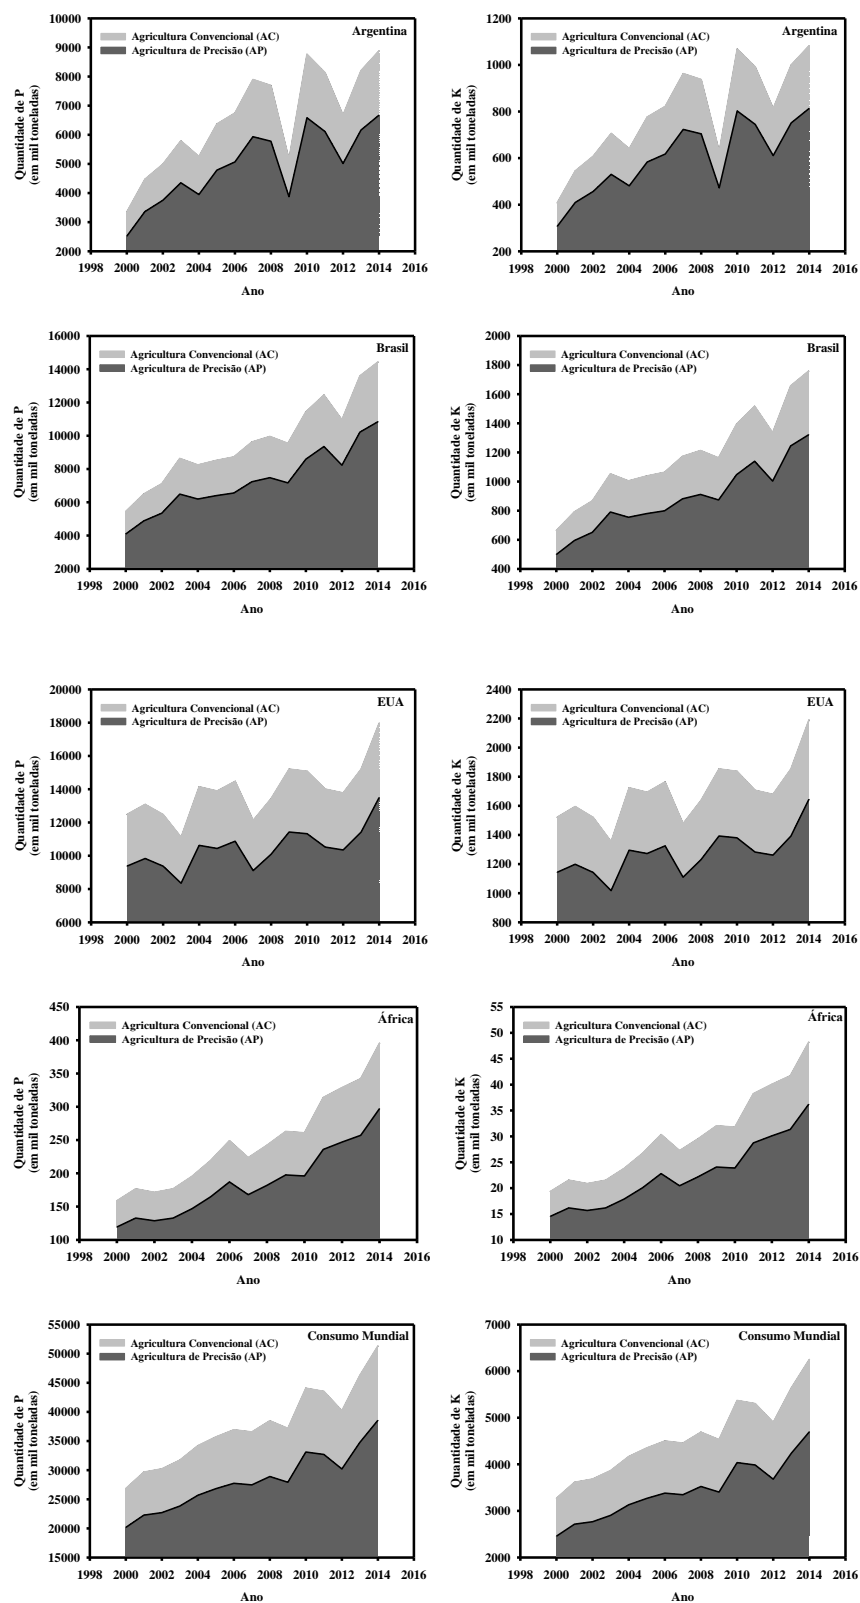 Argentina
Agricultura Convencional (AC)
Agricultura de Precisão (AP)
Quantidade de P
(em mil toneladas)
10000
9000
8000
7000
6000
5000
4000
3000
2000
1998 2000 2002 2004 2006 2008 2010 2012 2014 2016
Ano
Argentina
Agricultura Convencional (AC)
Agricultura de Precisão (AP)
Quantidade de K
(em mil toneladas)
1200
1000
800
600
400
200
1998 2000 2002 2004 2006 2008 2010 2012 2014 2016
Ano
Brasil
Agricultura Convencional (AC)
Agricultura de Precisão (AP)
Quantidade de P
(em mil toneladas)
16000
14000
12000
10000
8000
6000
4000
2000
1998 2000 2002 2004 2006 2008 2010 2012 2014 2016
Ano
Brasil
Agricultura Convencional (AC)
Agricultura de Precisão (AP)
Quantidade de K
(em mil toneladas)
2000
1800
1600
1400
1200
1000
800
600
400
1998 2000 2002 2004 2006 2008 2010 2012 2014 2016
Ano
EUA
Agricultura Convencional (AC)
Agricultura de Precisão (AP)
Quantidade de P
(em mil toneladas)
20000
18000
16000
14000
12000
10000
8000
6000
1998 2000 2002 2004 2006 2008 2010 2012 2014 2016
Ano
EUA
Agricultura Convencional (AC)
Agricultura de Precisão (AP)
Quantidade de K
(em mil toneladas)
2400
2200
2000
1800
1600
1400
1200
1000
800
1998 2000 2002 2004 2006 2008 2010 2012 2014 2016
Ano
África
Agricultura Convencional (AC)
Agricultura de Precisão (AP)
Quantidade de P
(em mil toneladas)
450
400
350
300
250
200
150
100
1998 2000 2002 2004 2006 2008 2010 2012 2014 2016
Ano
África
Agricultura Convencional (AC)
Agricultura de Precisão (AP)
Quantidade de K
(em mil toneladas)
55
50
45
40
35
30
25
20
15
10
1998 2000 2002 2004 2006 2008 2010 2012 2014 2016
Ano
Consumo Mundial
Agricultura Convencional (AC)
Agricultura de Precisão (AP)
Quantidade de P
(em mil toneladas)
55000
50000
45000
40000
35000
30000
25000
20000
15000
1998 2000 2002 2004 2006 2008 2010 2012 2014 2016
Ano
Consumo Mundial
Agricultura Convencional (AC)
Agricultura de Precisão (AP)
Quantidade de K
(em mil toneladas)
7000
6000
5000
4000
3000
2000
1998 2000 2002 2004 2006 2008 2010 2012 2014 2016
Ano